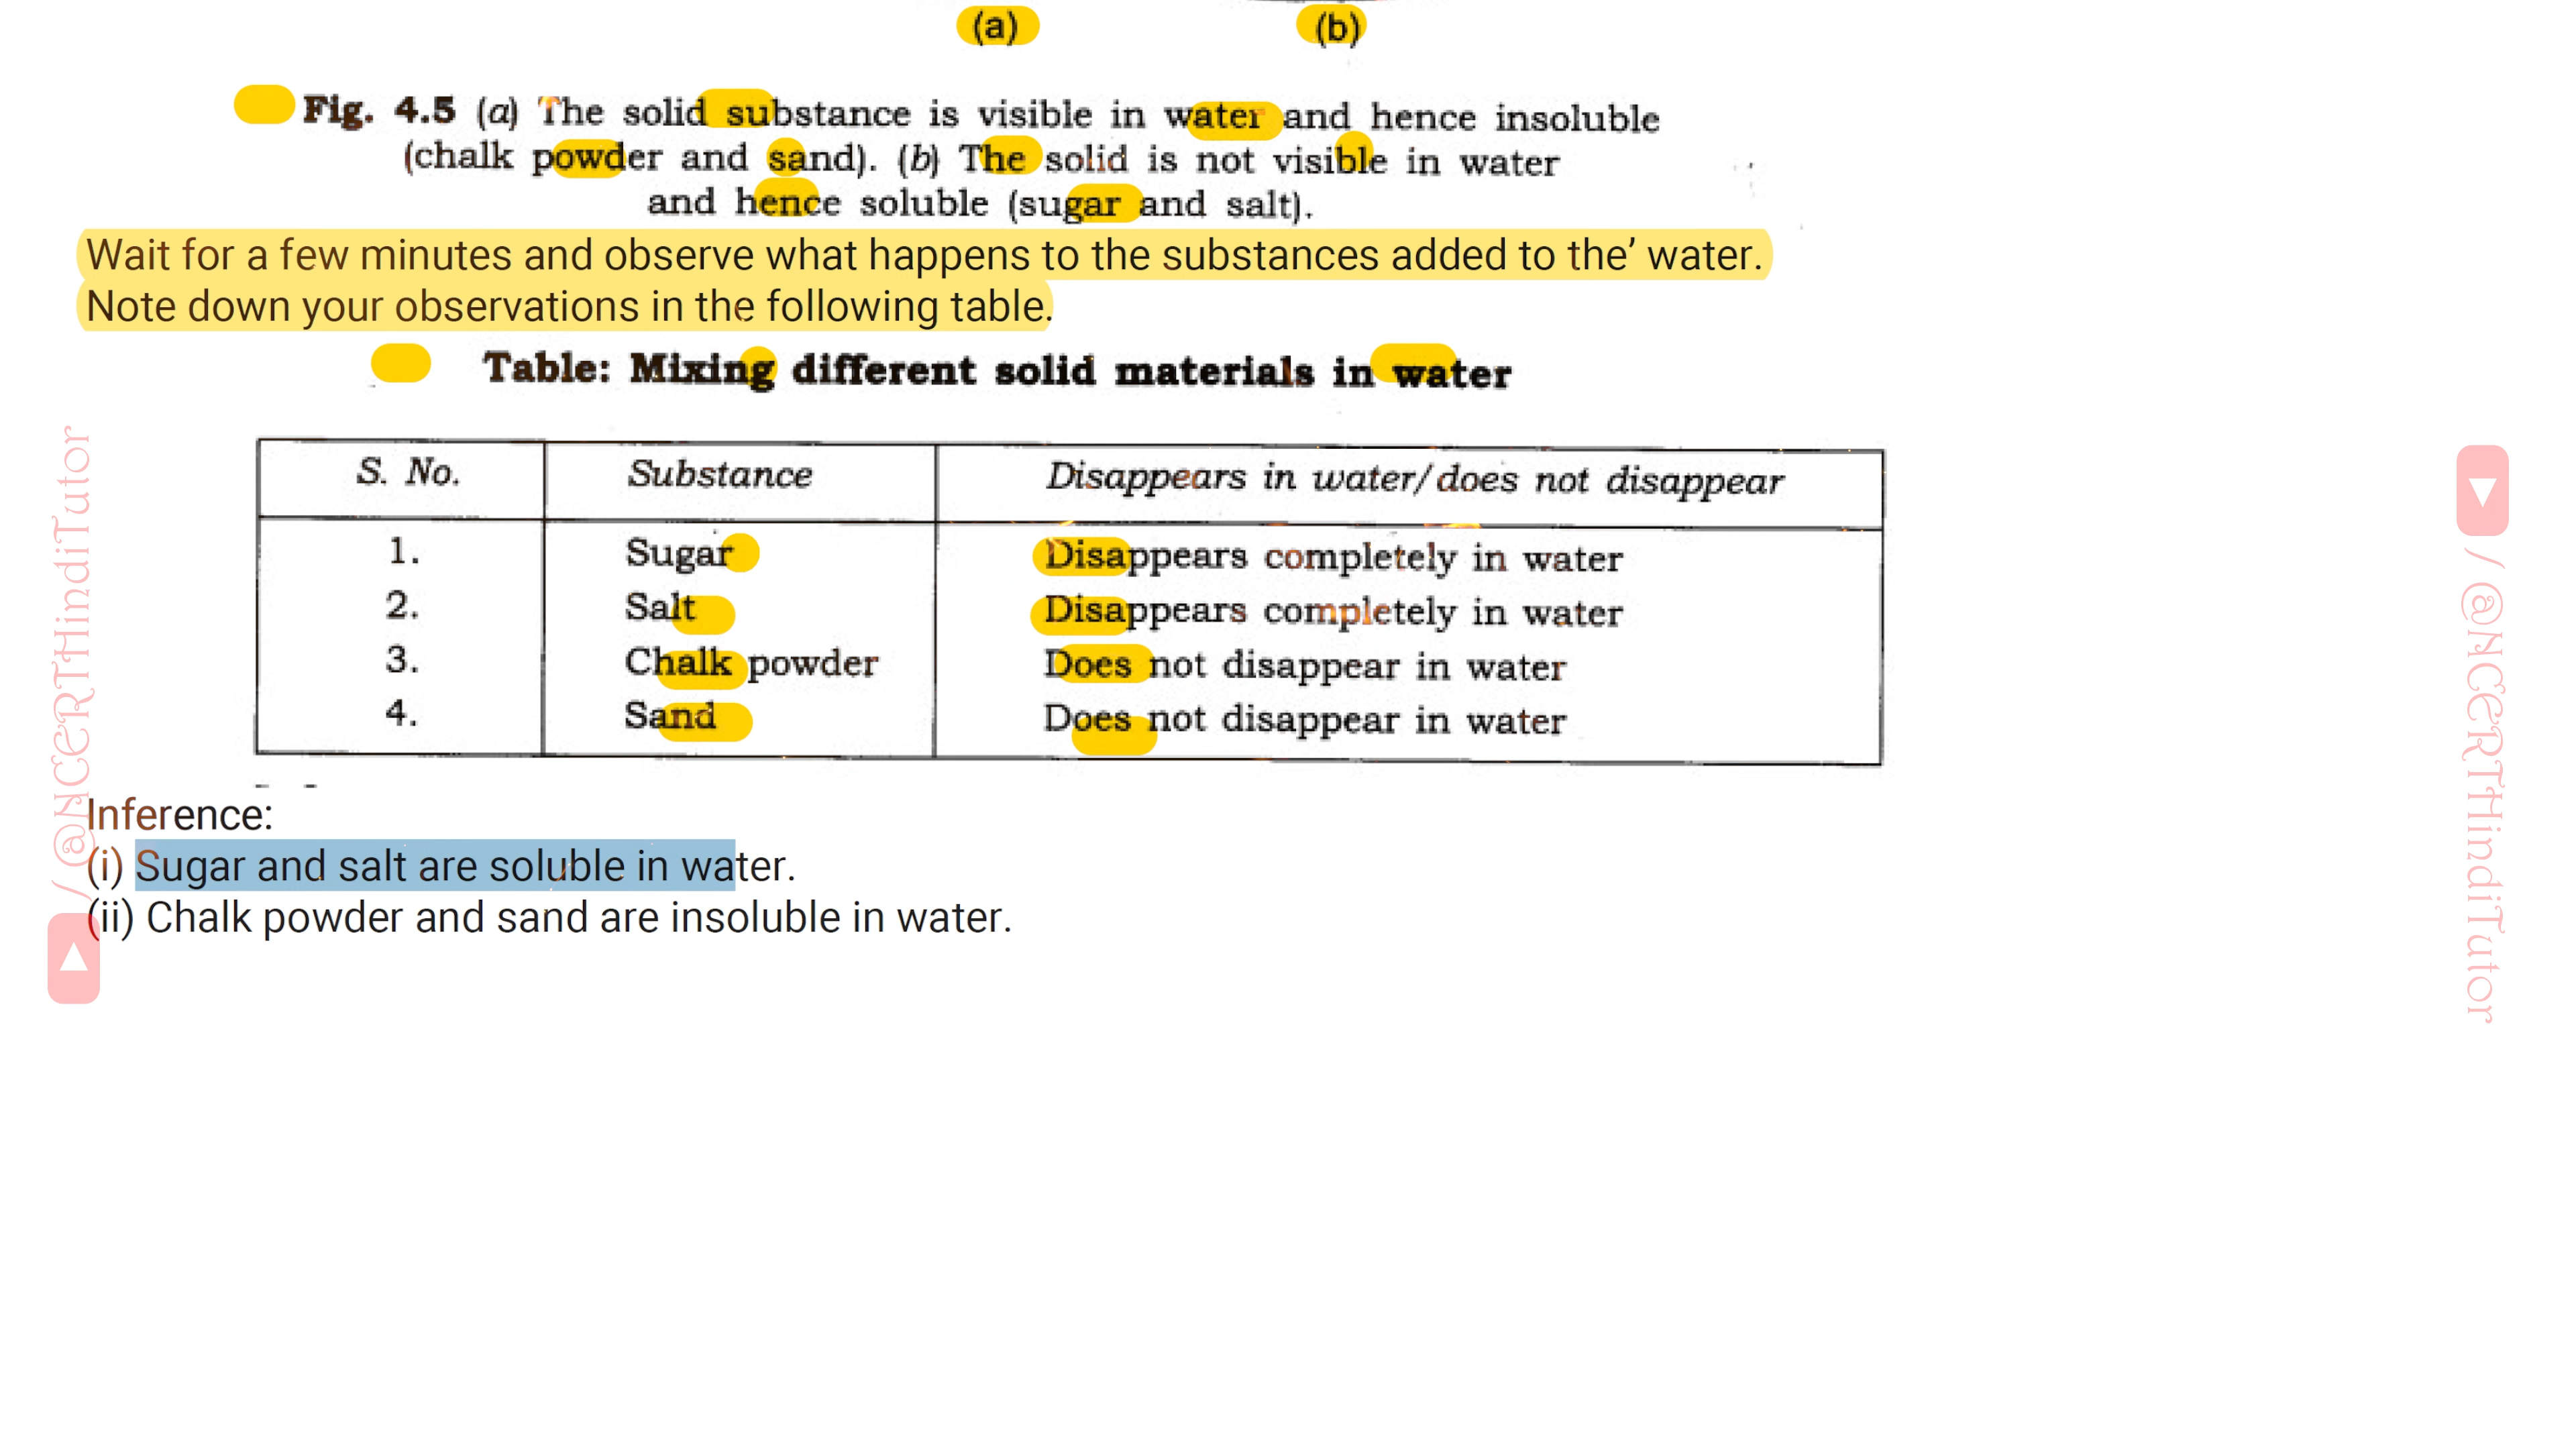 (a) (b)
Fig. 4.5 (a) The solid substance is visible in water and hence insoluble
(chalk powder and sand). (b) The solid is not visible in water
and hence soluble (sugar and salt).
Wait for a few minutes and observe what happens to the substances added to the’ water.
Note down your observations in the following table.
Table: Mixing different solid materials in water
S. No. Substance Disappears in water/does not disappear
1. Sugar Disappears completely in water
2. Salt Disappears completely in water
3. Chalk powder Does not disappear in water
4. Sand Does not disappear in water
Inference:
(i) Sugar and salt are soluble in water.
(ii) Chalk powder and sand are insoluble in water.
/@NCERTHindiTutor
/@NCERTHindiTutor